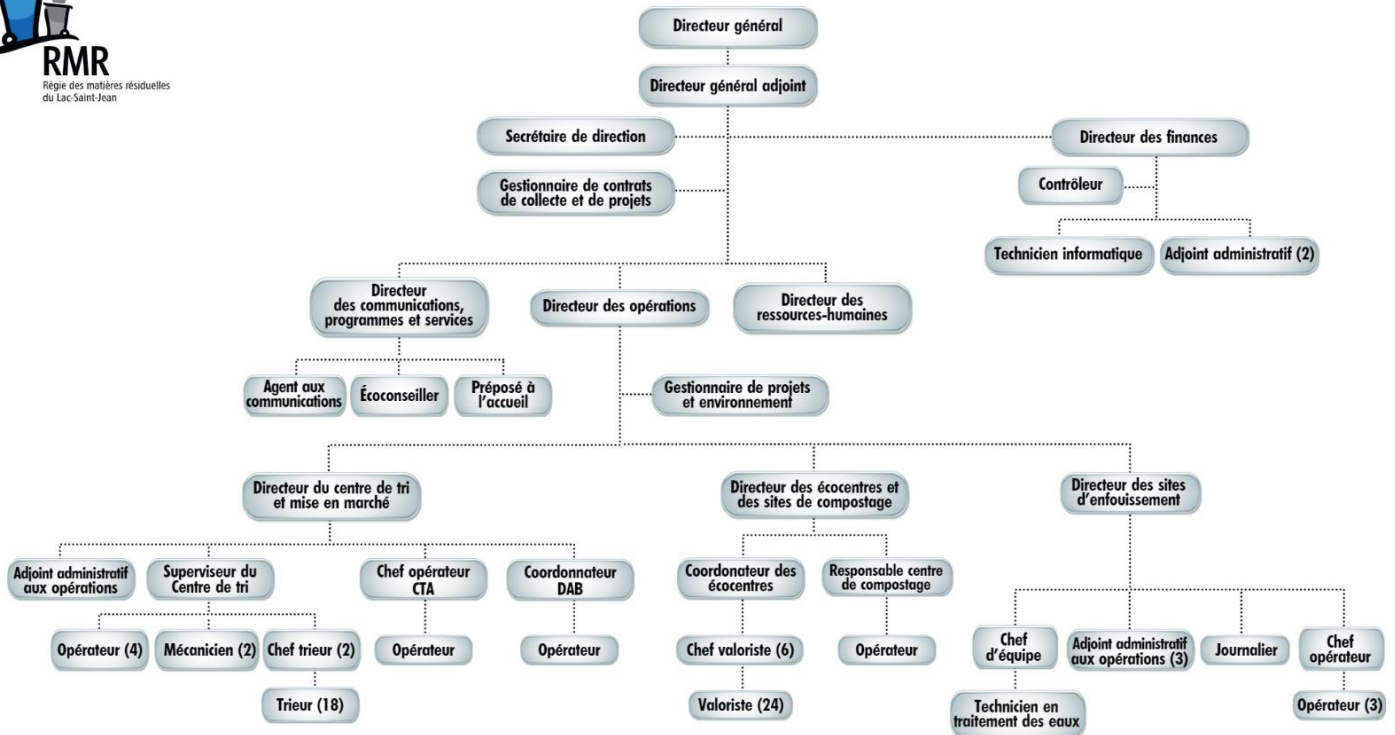 RMR
Régie des matières résiduelles
du Lac-Saint-Jean
Directeur général
Directeur général adjoint
Secrétaire de direction
Directeur des finances
Gestionnaire de contrats
de collecte et de projets
Contrôleur
Technicien informatique
Adjoint administratif (2)
Directeur
des communications,
programmes et services
Directeur des opérations
Directeur des
ressources-humaines
Agent aux
communications
Écoconseiller
Préposé à
l'accueil
Gestionnaire de projets
et environnement
Directeur du centre de tri
et mise en marché
Directeur des écocentres et
des sites de compostage
Directeur des sites
d'enfouissement
Adjoint administratif
aux opérations
Superviseur du
Centre de tri
Chef opérateur
CTA
Coordonnateur
DAB
Coordonateur des
écocentres
Responsable centre
de compostage
Opérateur (4)
Mécanicien (2)
Chef trieur (2)
Opérateur
Opérateur
Chef valoriste (6)
Opérateur
Chef
d'équipe
Adjoint administratif
aux opérations (3)
Journalier
Chef
opérateur
Trieur (18)
Valoriste (24)
Technicien en
traitement des eaux
Opérateur (3)